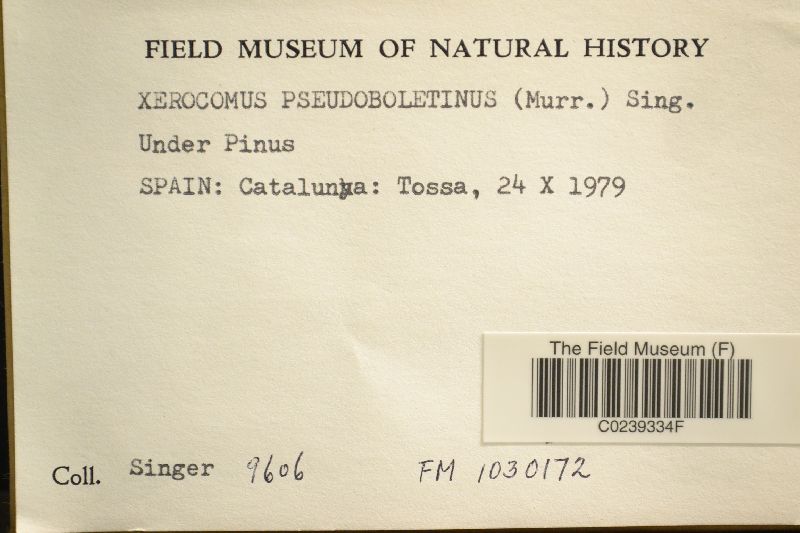 FIELD MUSEUM OF NATURAL HISTORY
XEROCOMUS PSEUDOBOLETINUS (Murr.) Sing.
Under Pinus
SPAIN: Catalunya: Tossa, 24 X 1979
The Field Museum (F)
C0239334F
Coll. Singer 9606 FM 1030172